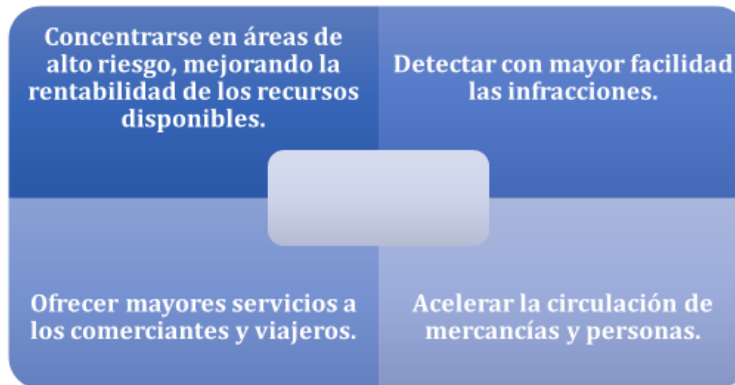 Concentrarse en áreas de
alto riesgo, mejorando la
rentabilidad de los recursos
disponibles.
Detectar con mayor facilidad
las infracciones.
Ofrecer mayores servicios a
los comerciantes y viajeros.
Acelerar la circulación de
mercancías y personas.